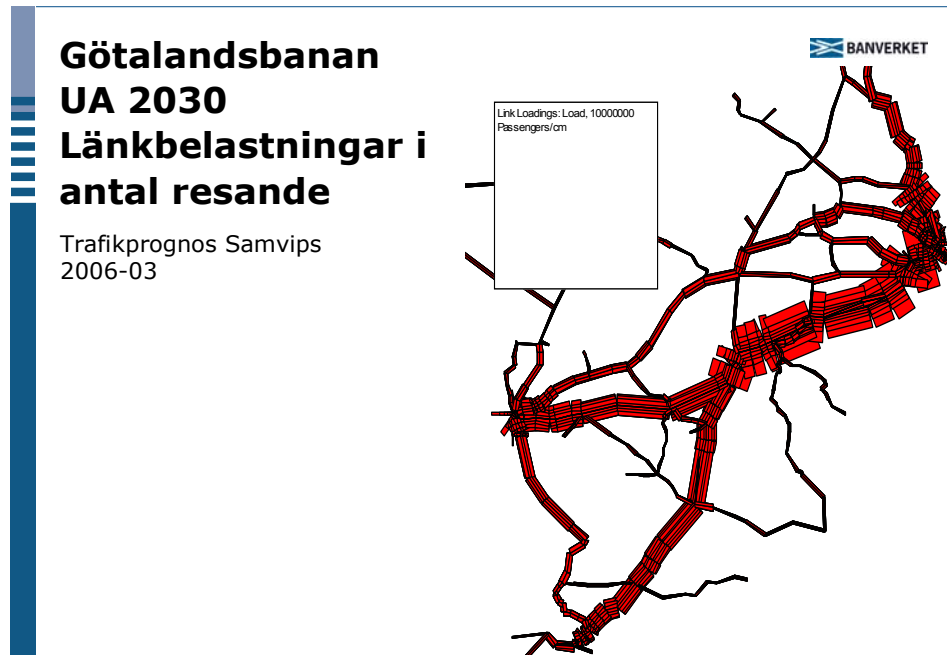 Götalandsbanan
UA 2030
Länkbelastningar i
antal resande
Trafikprognos Samvips
2006-03
BANVERKET
Link Loadings: Load, 10000000
Passengers/cm